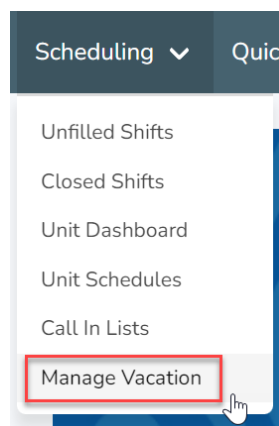 Scheduling
Quic
Unfilled Shifts
Closed Shifts
Unit Dashboard
Unit Schedules
Call In Lists
Manage Vacation